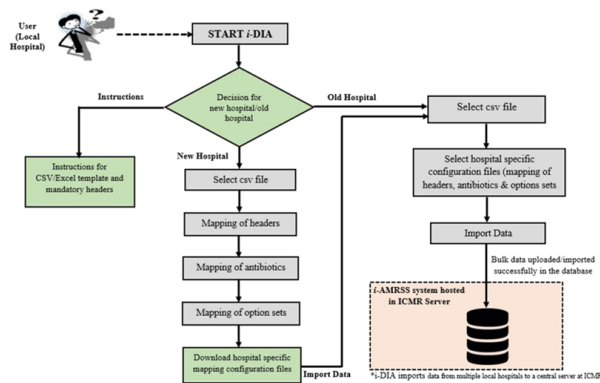 User
(Local
Hospital)
?
START i-DIA
Decision for
new hospital/old
hospital
Instructions
Old Hospital
New Hospital
Instructions for
CSV/Excel template and
mandatory headers
Select csv file
Mapping of headers
Mapping of antibiotics
Mapping of option sets
Download hospital specific
mapping configuration files
Import Data
Select csv file
Select hospital specific
configuration files (mapping of
headers, antibiotics & options sets
Import Data
Bulk data uploaded/imported
successfully in the database
i-AMRSS system hosted
in ICMR Server
*i-DIA imports data from multiple local hospitals to a central server at ICMR